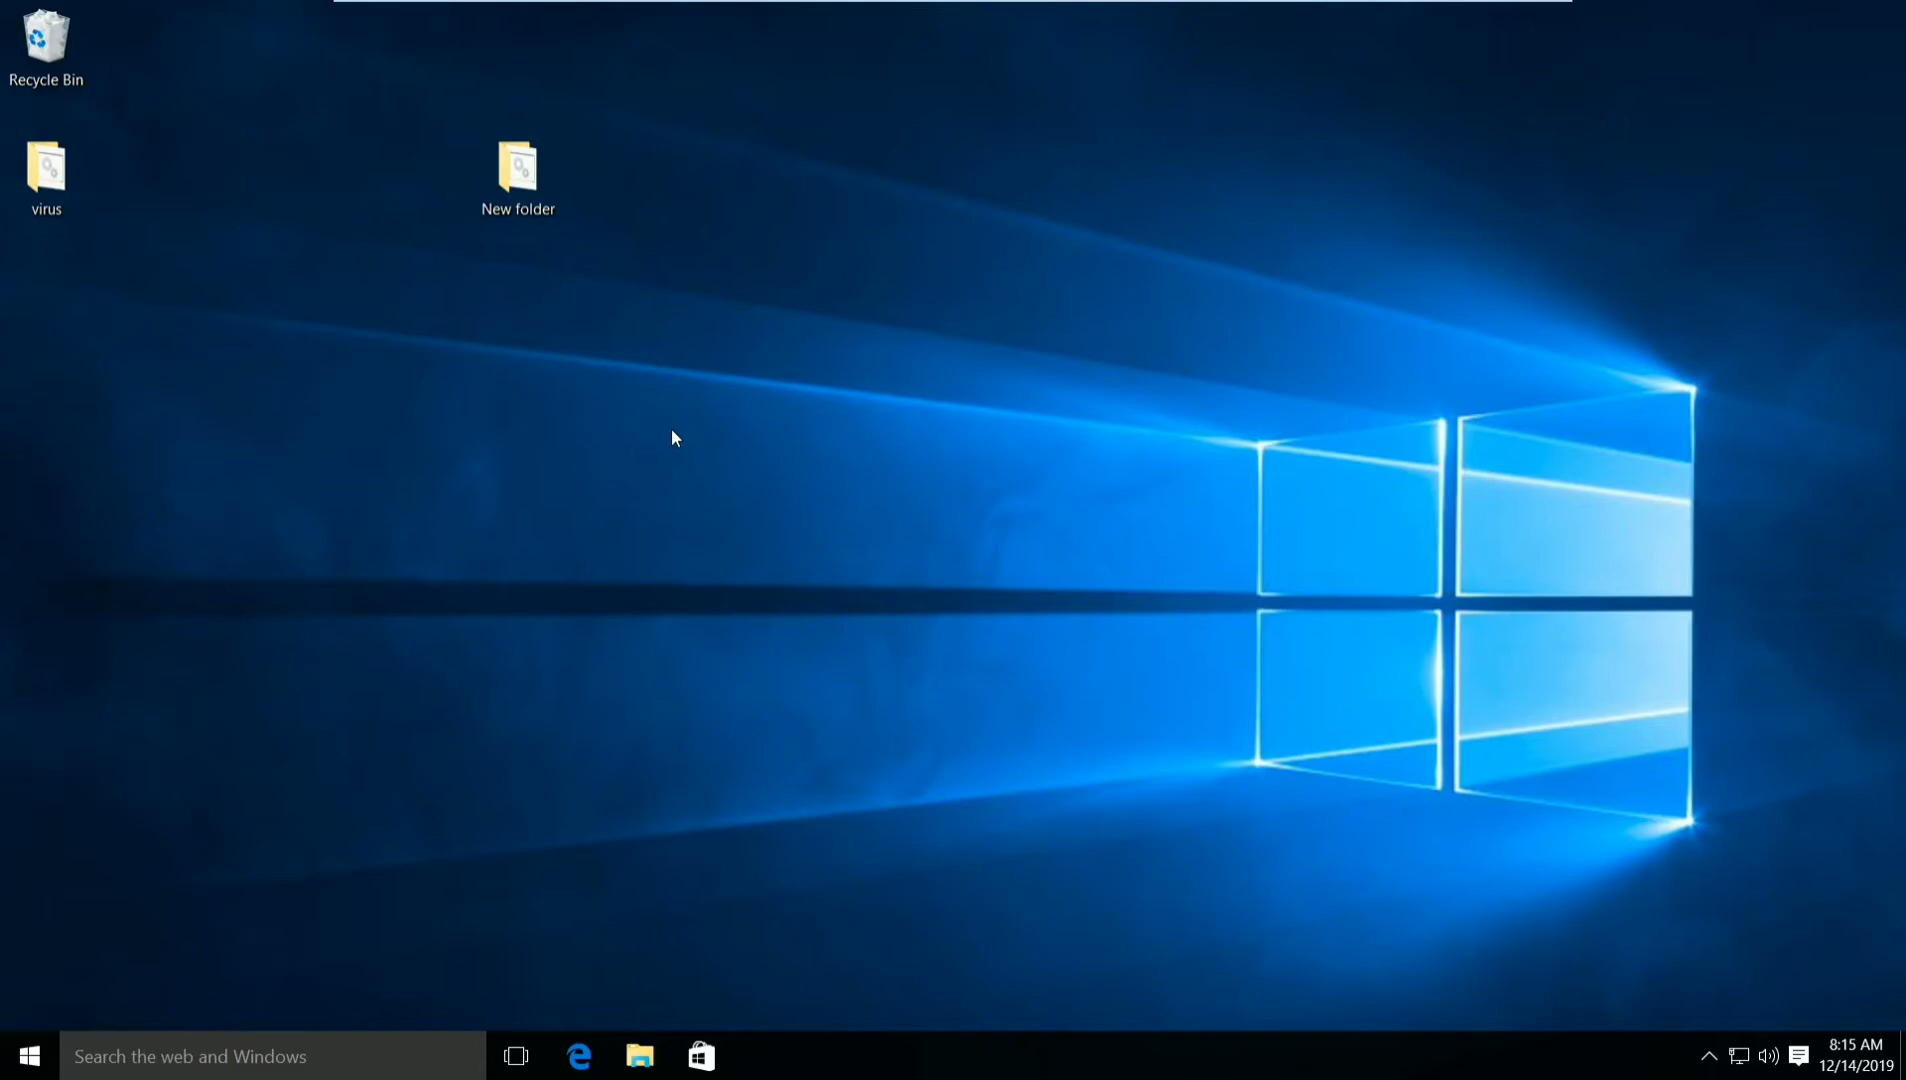 Recycle Bin
virus
New folder
Search the web and Windows
8:15 AM
12/14/2019